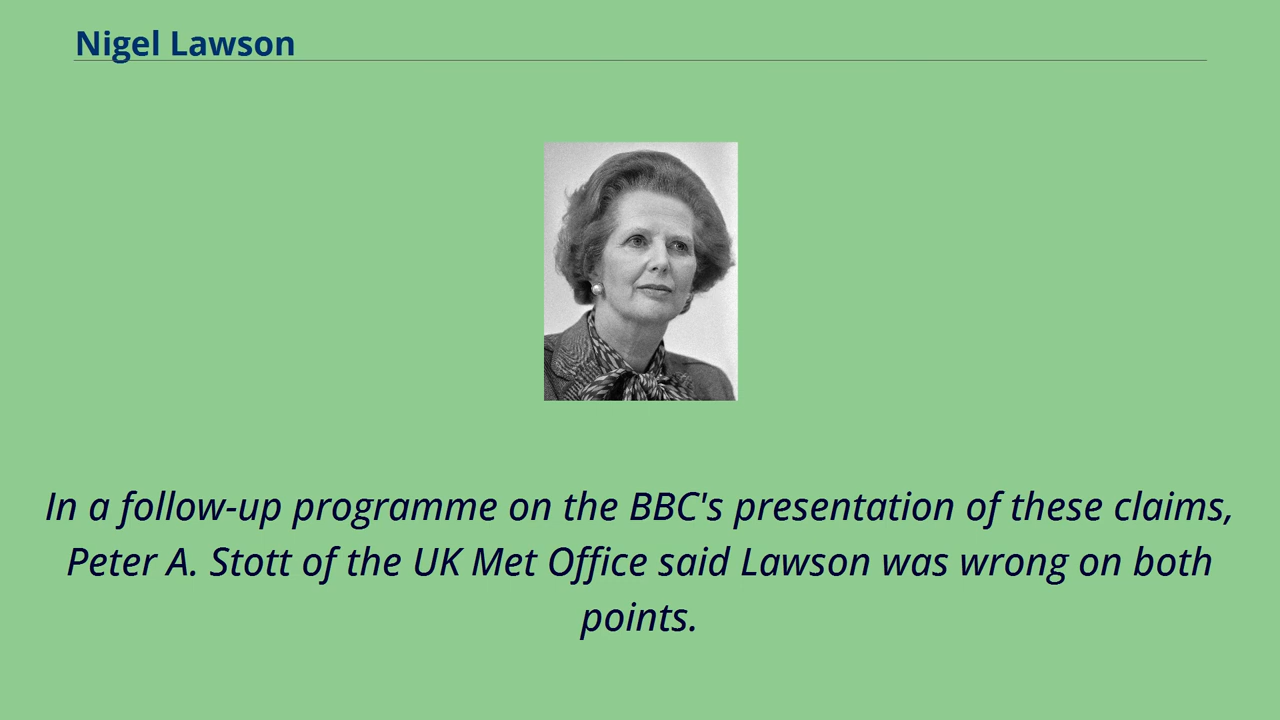 Nigel Lawson
In a follow-up programme on the BBC's presentation of these claims,
Peter A. Stott of the UK Met Office said Lawson was wrong on both
points.